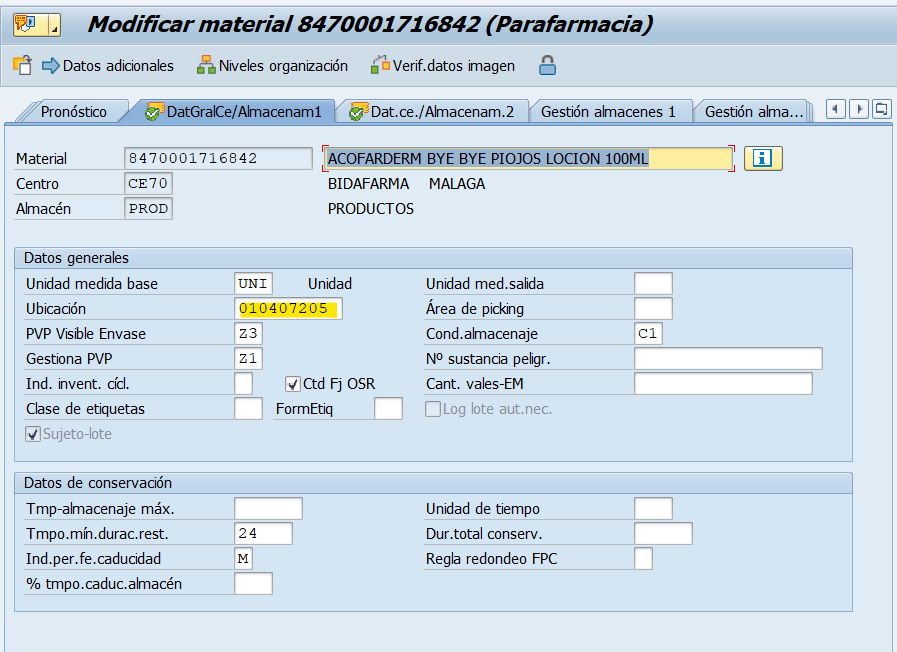 Modificar material 8470001716842 (Parafarmacia)
Datos adicionales Niveles organización Verif.datos imagen
Pronóstico DatGralCe/Almacenam1 Dat.ce./Almacenam.2 Gestión almacenes 1 Gestión alma...
Material 8470001716842 ACOFARDERM BYE BYE PIOJOS LOCION 100ML
Centro CE70 BIDAFARMA MALAGA
Almacén PROD PRODUCTOS
Datos generales
Unidad medida base UNI Unidad Unidad med.salida
Ubicación 010407205 Área de picking
PVP Visible Envase Z3 Cond.almacenaje C1
Gestiona PVP Z1 Nº sustancia peligr.
Ind. invent. cícl. Ctd Fj OSR Cant. vales-EM
Clase de etiquetas FormEtiq Log lote aut.nec.
Sujeto-lote
Datos de conservación
Tmp-almacenaje máx. Unidad de tiempo
Tmpo.mín.durac.rest. 24 Dur.total conserv.
Ind.per.fe.caducidad M Regla redondeo FPC
% tmpo.caduc.almacén